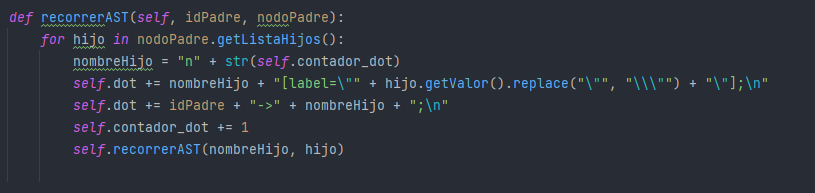 def recorrerAST(self, idPadre, nodoPadre):
    for hijo in nodoPadre.getListaHijos():
        nombreHijo = "n" + str(self.contador_dot)
        self.dot += nombreHijo + "[label=\"" + hijo.getValor().replace("\"", "\\\"") + "\"];\n"
        self.dot += idPadre + "->" + nombreHijo + ";\n"
        self.contador_dot += 1
        self.recorrerAST(nombreHijo, hijo)